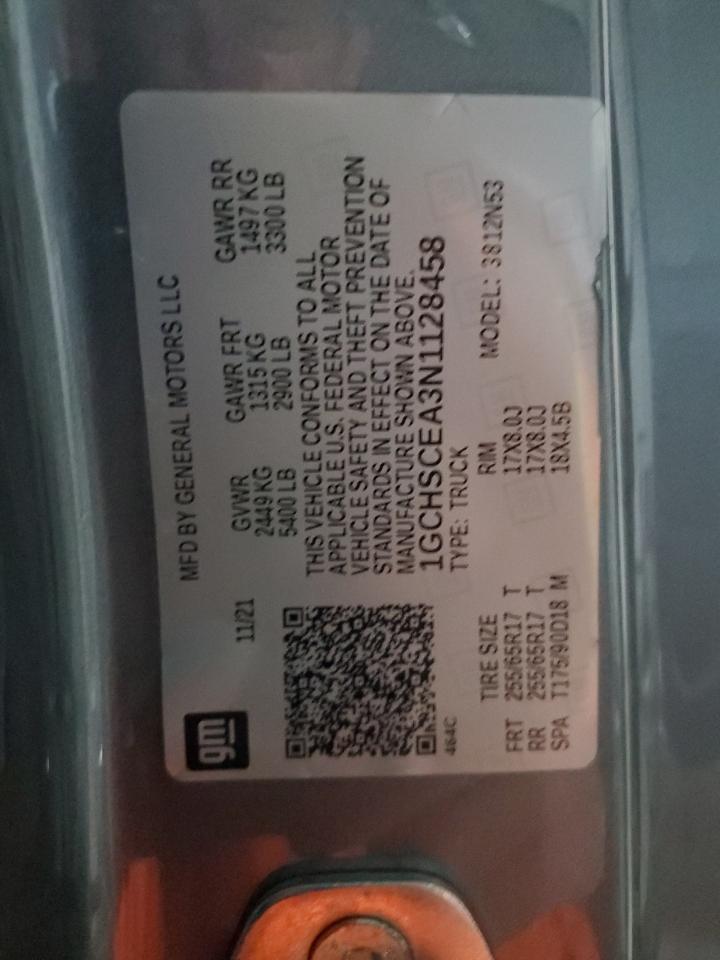 gm
MFD BY GENERAL MOTORS LLC
11/21
GVWR GAWR FRT GAWR RR
2449 KG 1315 KG 1497 KG
5400 LB 2900 LB 3300 LB
THIS VEHICLE CONFORMS TO ALL
APPLICABLE U.S. FEDERAL MOTOR
VEHICLE SAFETY AND THEFT PREVENTION
STANDARDS IN EFFECT ON THE DATE OF
MANUFACTURE SHOWN ABOVE.
1GCHSCEA3N1128458
464C
TYPE: TRUCK
TIRE SIZE RIM MODEL: 3812N53
FRT 255/65R17 T 17X8.0J
RR 255/65R17 T 17X8.0J
SPA T175/90D18 M 18X4.5B